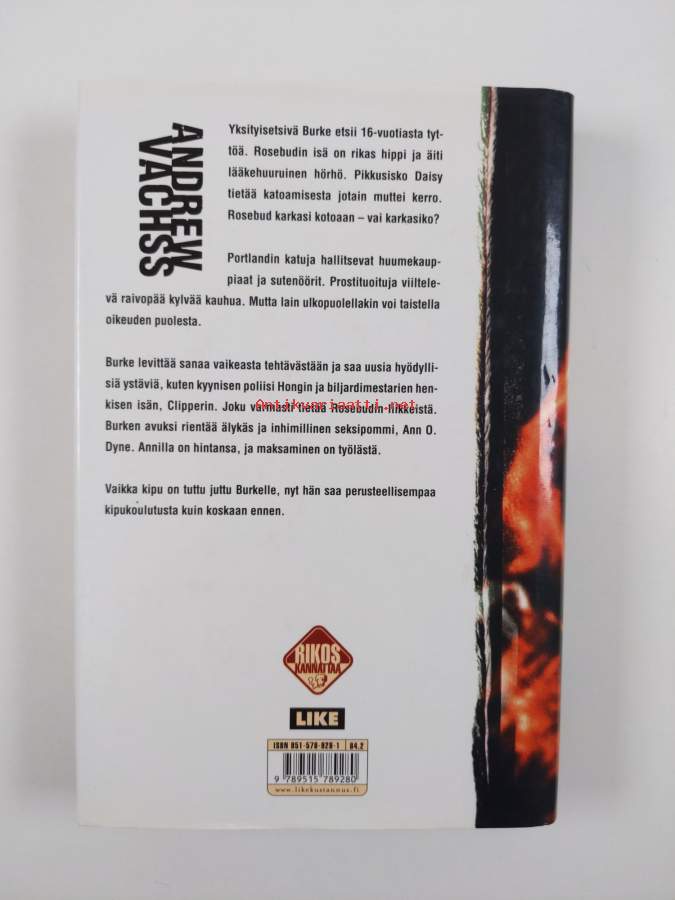 ANDREW
VACHSS
Yksityisetsivä Burke etsii 16-vuotiasta tyt-
töä. Rosebudin isä on rikas hippi ja äiti
lääkehuuruinen hörhö. Pikkusisko Daisy
tietää katoamisesta jotain muttei kerro.
Rosebud karkasi kotoaan – vai karkasiko?
Portlandin katuja hallitsevat huumekaup-
piaat ja sutenöörit. Prostituoituja viiltele-
vä raivopää kylvää kauhua. Mutta lain ulkopuolellakin voi taistella
oikeuden puolesta.
Burke levittää sanaa vaikeasta tehtävästään ja saa uusia hyödylli-
siä ystäviä, kuten kyynisen poliisi Hongin ja biljardimestarien hen-
kisen isän, Clipperin. Joku varmasti tietää Rosebudin liikkeistä.
Antikvariaatti.net
Burken avuksi rientää älykäs ja inhimillinen seksipommi, Ann O.
Dyne. Annilla on hintansa, ja maksaminen on työlästä.
Vaikka kipu on tuttu juttu Burkelle, nyt hän saa perusteellisempaa
kipukoulutusta kuin koskaan ennen.
RIKOS
KANNATTAA
LIKE
ISBN 951-578-928-1 84.2
9 789515 789280
www.likekustannus.fi